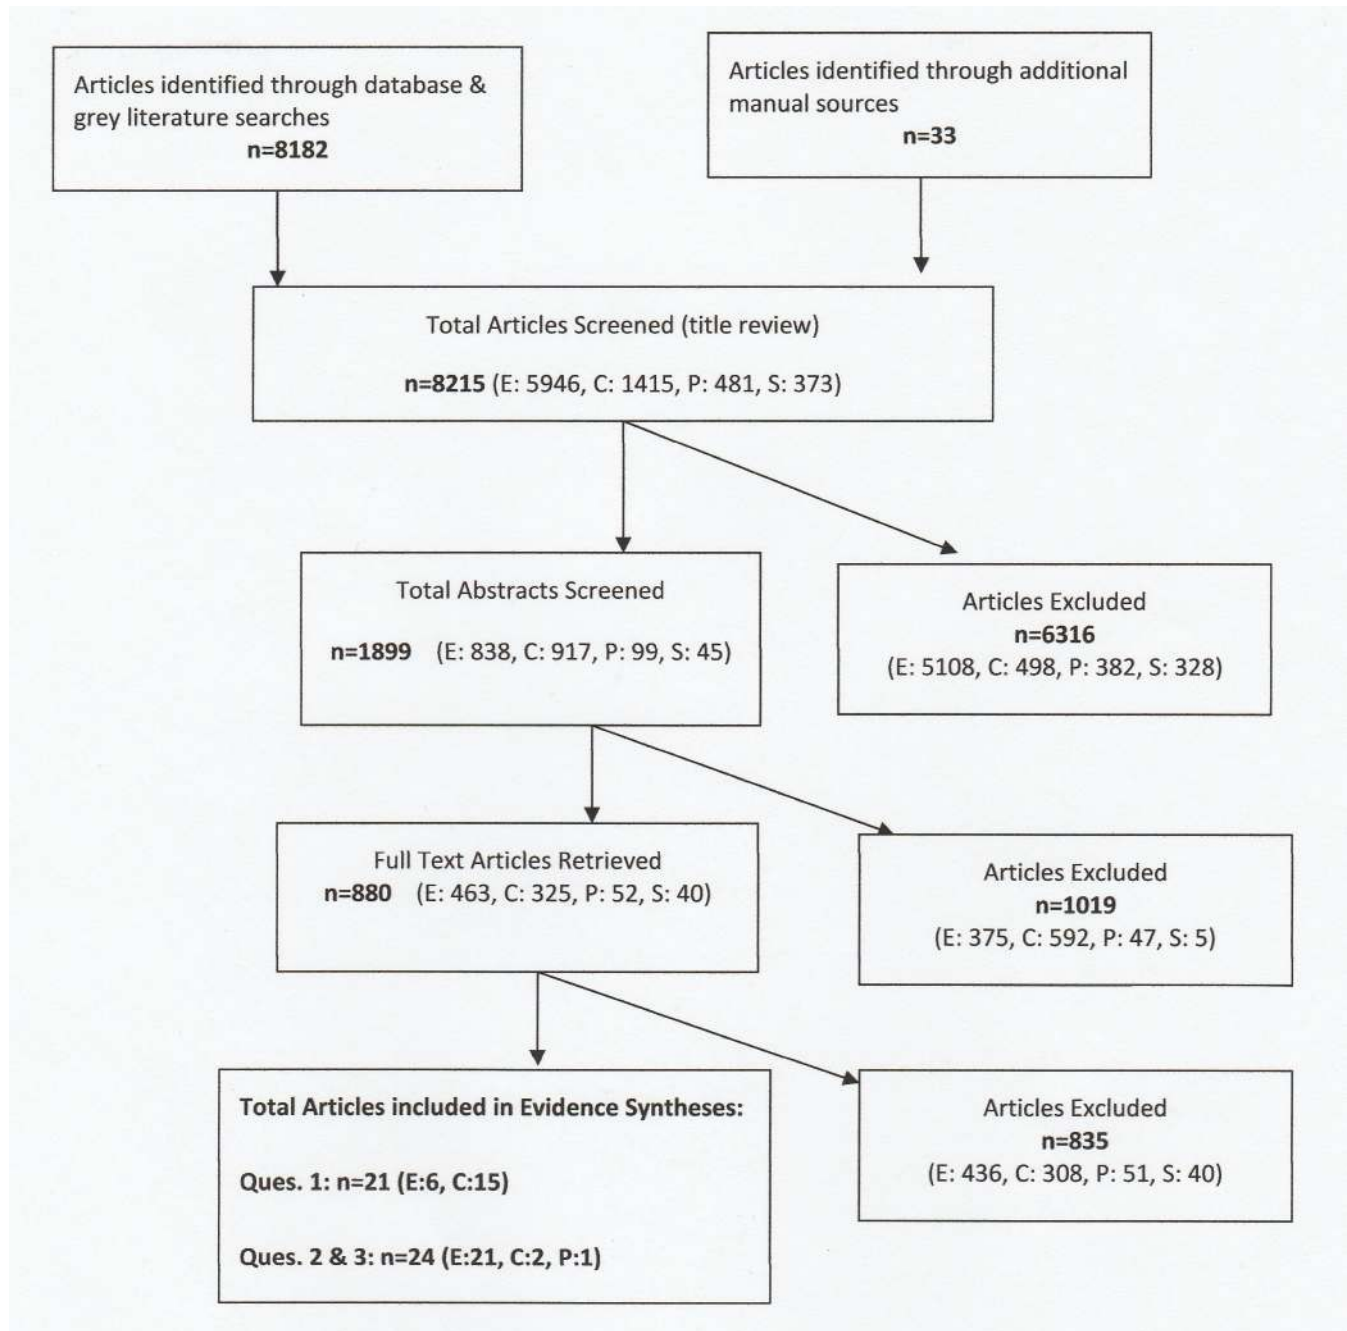 Articles identified through database &
grey literature searches
n=8182
Articles identified through additional
manual sources
n=33
Total Articles Screened (title review)
n=8215 (E: 5946, C: 1415, P: 481, S: 373)
Total Abstracts Screened
n=1899 (E: 838, C: 917, P: 99, S: 45)
Articles Excluded
n=6316
(E: 5108, C: 498, P: 382, S: 328)
Full Text Articles Retrieved
n=880 (E: 463, C: 325, P: 52, S: 40)
Articles Excluded
n=1019
(E: 375, C: 592, P: 47, S: 5)
Total Articles included in Evidence Syntheses:
Ques. 1: n=21 (E:6, C:15)
Ques. 2 & 3: n=24 (E:21, C:2, P:1)
Articles Excluded
n=835
(E: 436, C: 308, P: 51, S: 40)